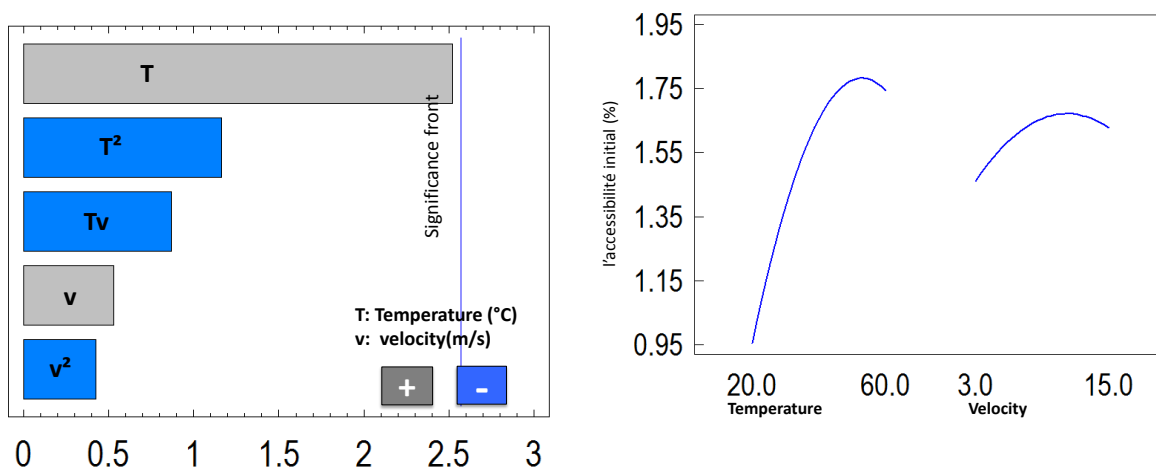 T
T²
Tv
v
v²
Significance front
T: Temperature (°C)
v: velocity(m/s)
+
-
0 0.5 1 1.5 2 2.5 3
l'accessibilité initial (%)
1.95
1.75
1.55
1.35
1.15
0.95
20.0 60.0 3.0 15.0
Temperature Velocity